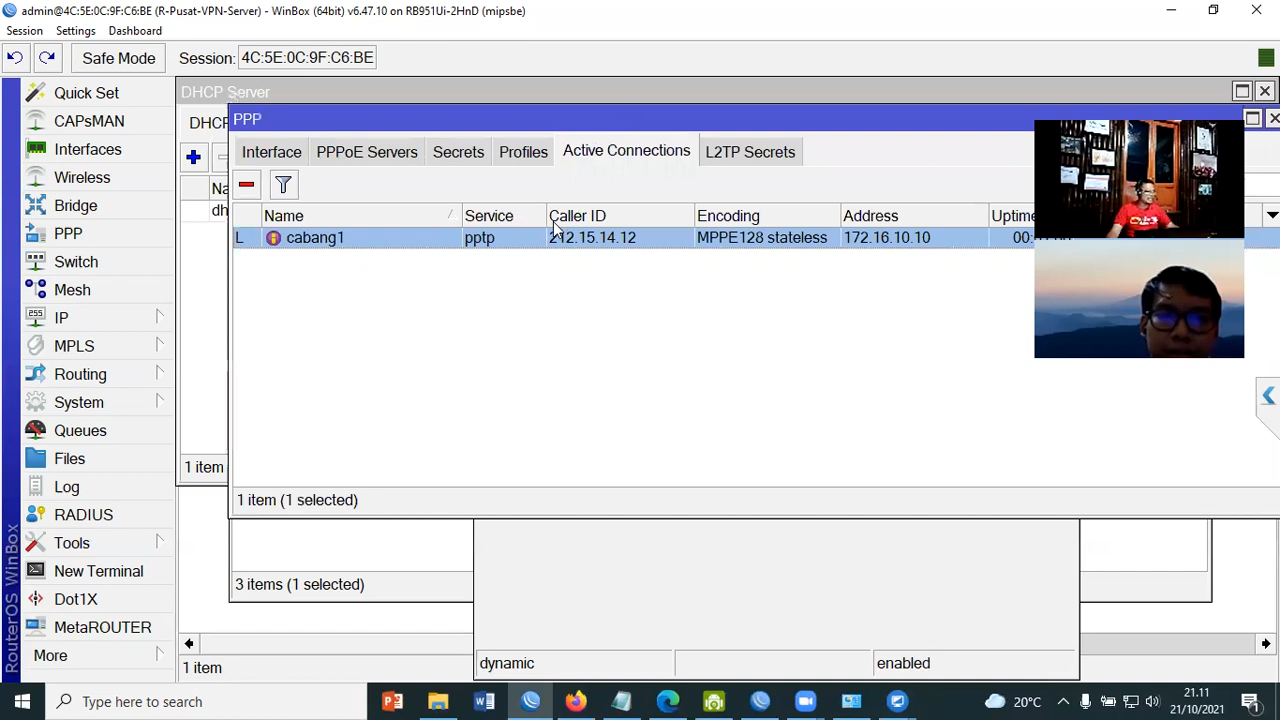 admin@4C:5E:0C:9F:C6:BE (R-Pusat-VPN-Server) - WinBox (64bit) v6.47.10 on RB951Ui-2HnD (mipsbe)
Session Settings Dashboard
Safe Mode Session: 4C:5E:0C:9F:C6:BE
Quick Set
CAPsMAN
Interfaces
Wireless
Bridge
PPP
Switch
Mesh
IP
MPLS
Routing
System
Queues
Files
Log
RADIUS
Tools
New Terminal
Dot1X
MetaROUTER
More
RouterOS WinBox
DHCP Server
PPP
Interface PPPoE Servers Secrets Profiles Active Connections L2TP Secrets
Name Service Caller ID Encoding Address
L cabang1 pptp 212.15.14.12 MPPE128 stateless 172.16.10.10
1 item (1 selected)
1 item
3 items (1 selected)
dynamic enabled
1 item
Type here to search
20°C
21.11
21/10/2021